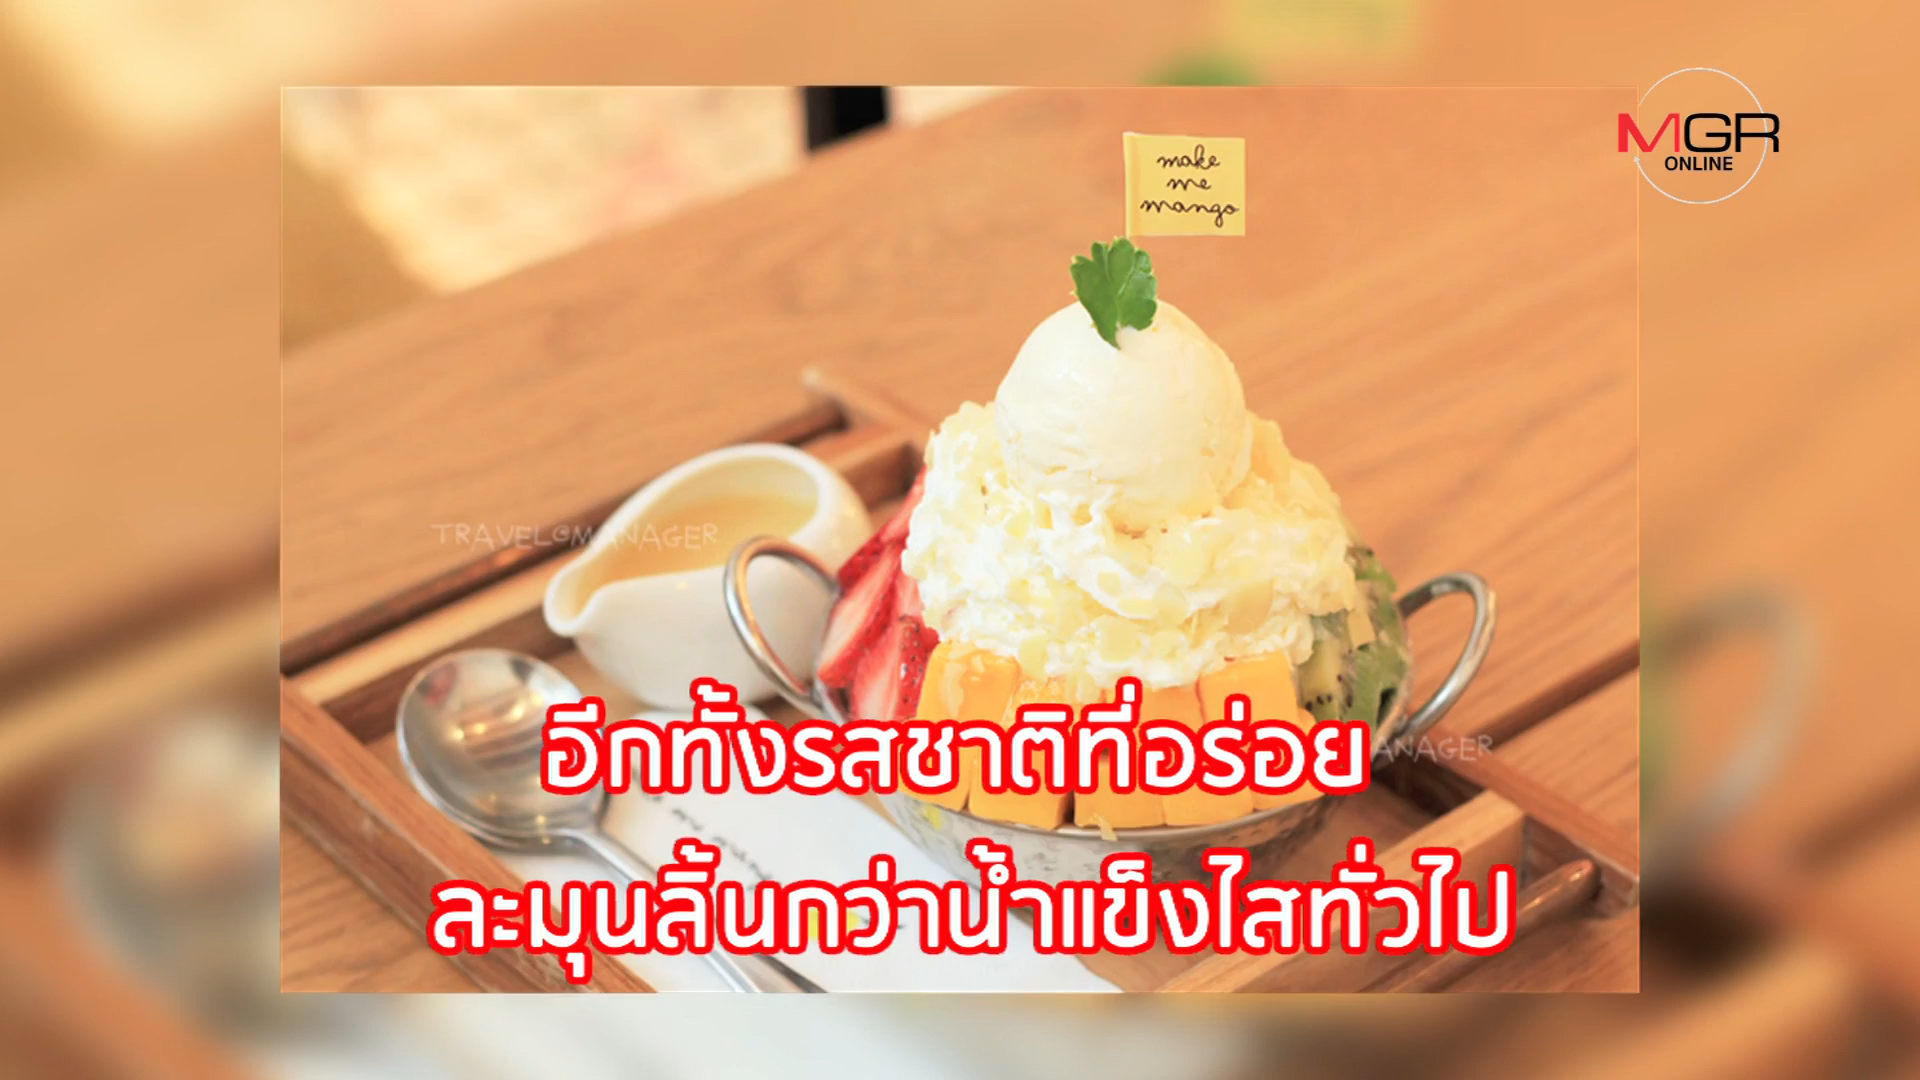 MGR
ONLINE
make
me
mango
TRAVEL@MANAGER
ANAGER
อีกทั้งรสชาติที่อร่อย
ละมุนลิ้นกว่าน้ำแข็งไสทั่วไป